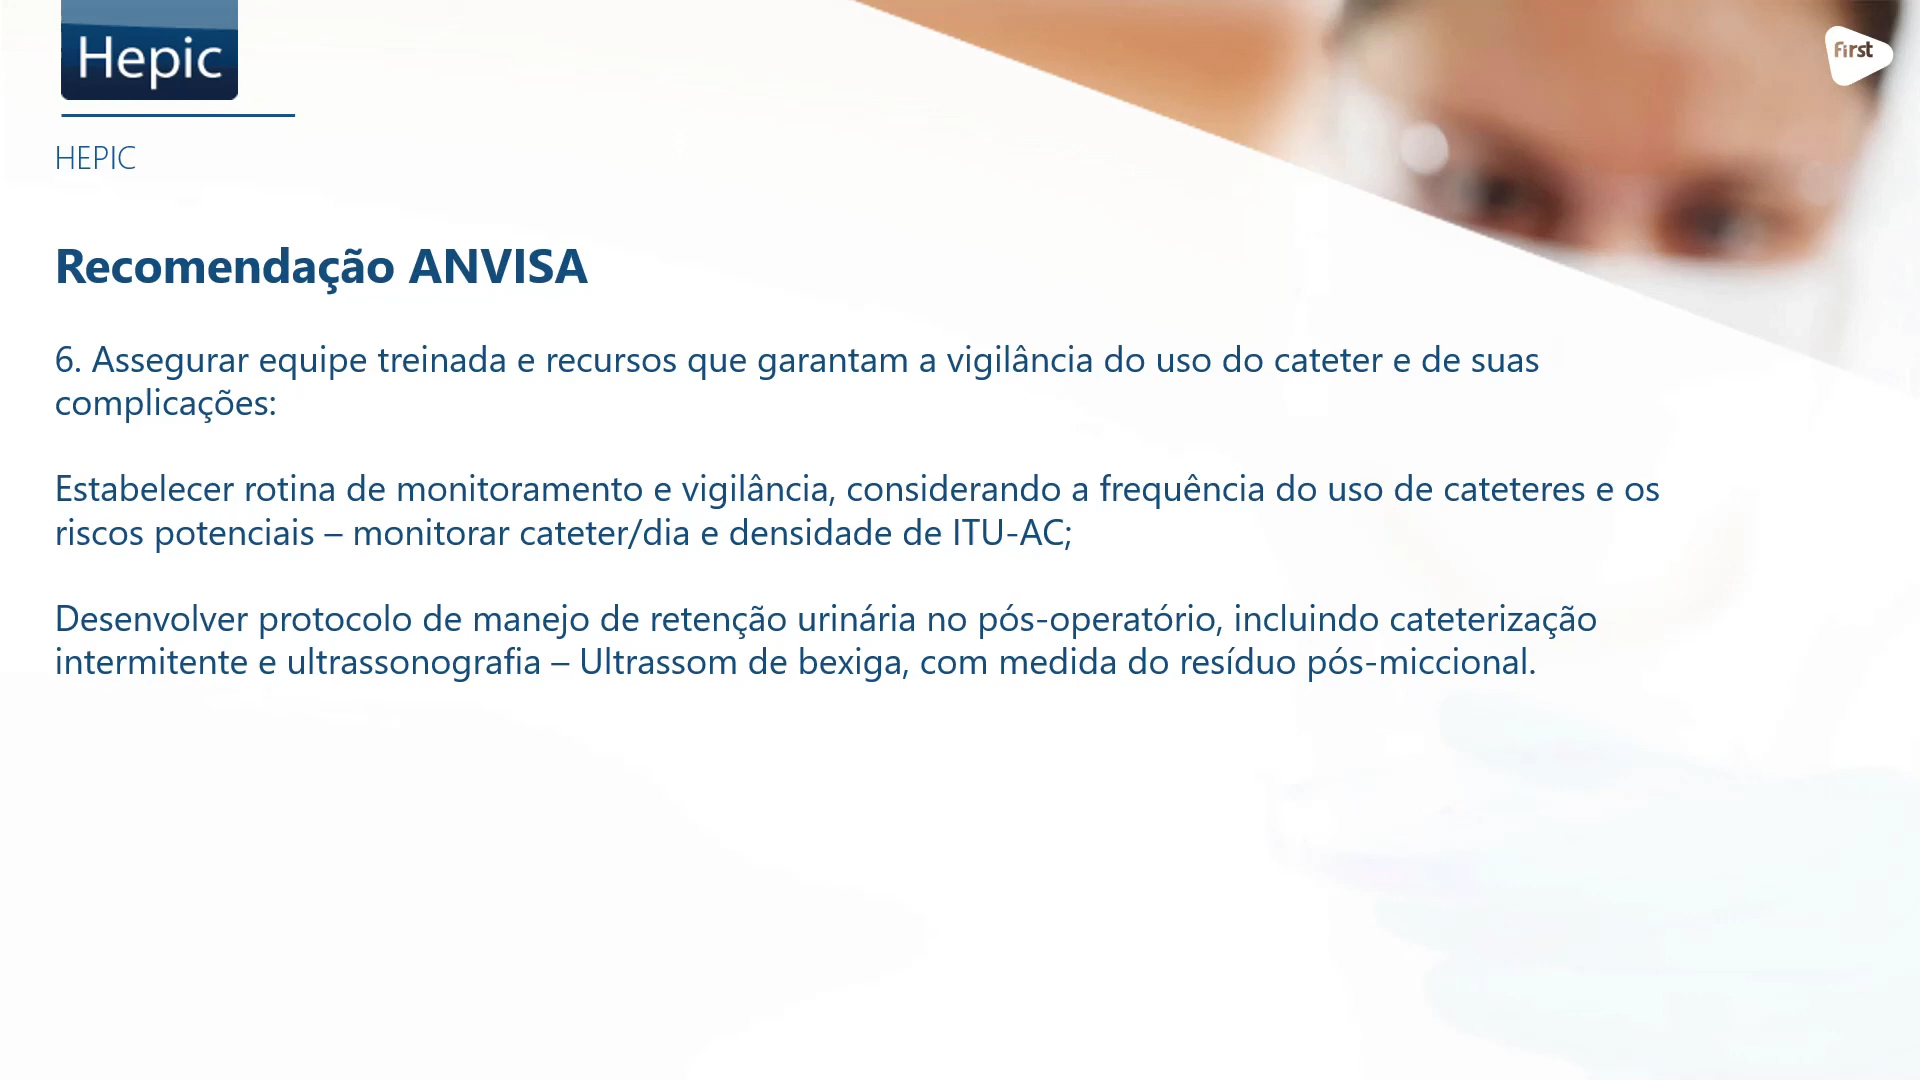 Hepic
First
HEPIC
Recomendação ANVISA
6. Assegurar equipe treinada e recursos que garantam a vigilância do uso do cateter e de suas
complicações:
Estabelecer rotina de monitoramento e vigilância, considerando a frequência do uso de cateteres e os
riscos potenciais – monitorar cateter/dia e densidade de ITU-AC;
Desenvolver protocolo de manejo de retenção urinária no pós-operatório, incluindo cateterização
intermitente e ultrassonografia – Ultrassom de bexiga, com medida do resíduo pós-miccional.